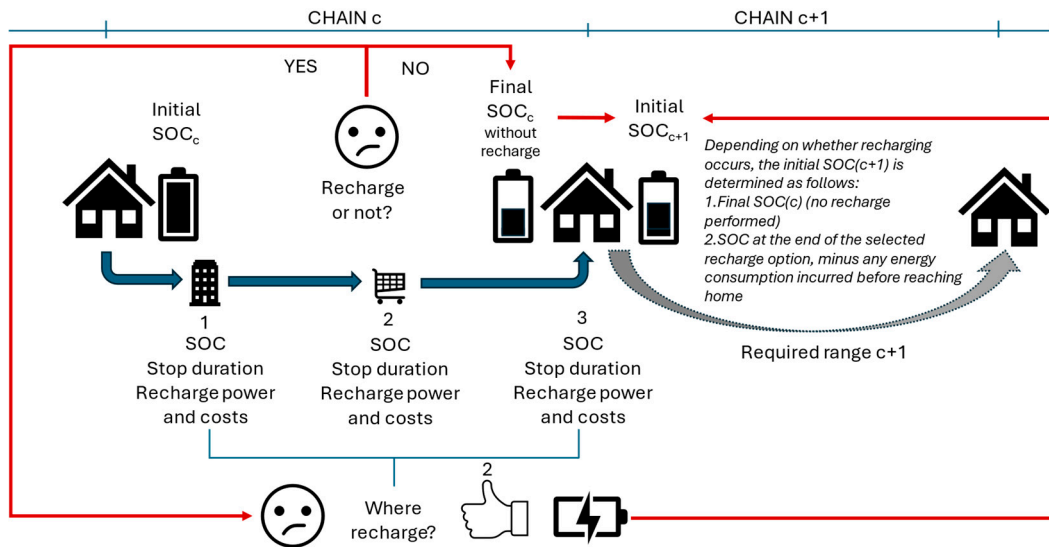 CHAIN c
CHAIN c+1
YES
NO
Initial
SOCc
Recharge
or not?
Final
SOCc
without
recharge
Initial
SOCc+1
Depending on whether recharging
occurs, the initial SOC(c+1) is
determined as follows:
1.Final SOC(c) (no recharge
performed)
2.SOC at the end of the selected
recharge option, minus any energy
consumption incurred before reaching
home
1
SOC
Stop duration
Recharge power
and costs
2
SOC
Stop duration
Recharge power
and costs
3
SOC
Stop duration
Recharge power
and costs
Required range c+1
Where
recharge?
2